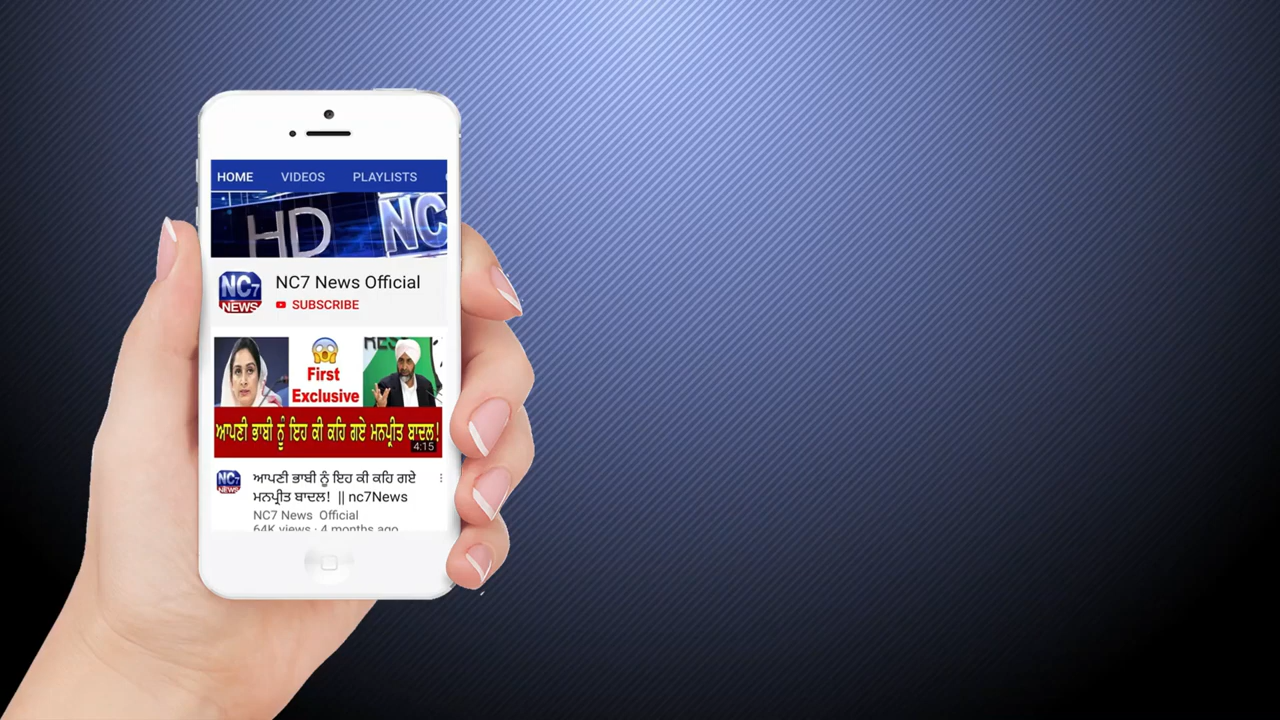 HOME VIDEOS PLAYLISTS
HD NC
NC7 NEWS
NC7 News Official
SUBSCRIBE
First
Exclusive
ਆਪਣੀ ਭਾਬੀ ਨੂੰ ਇਹ ਕੀ ਕਹਿ ਗਏ ਮਨਪ੍ਰੀਤ ਬਾਦਲ!
4:15
NC7 NEWS
ਆਪਣੀ ਭਾਬੀ ਨੂੰ ਇਹ ਕੀ ਕਹਿ ਗਏ
ਮਨਪ੍ਰੀਤ ਬਾਦਲ! || nc7News
NC7 News Official
64K views · 4 months ago